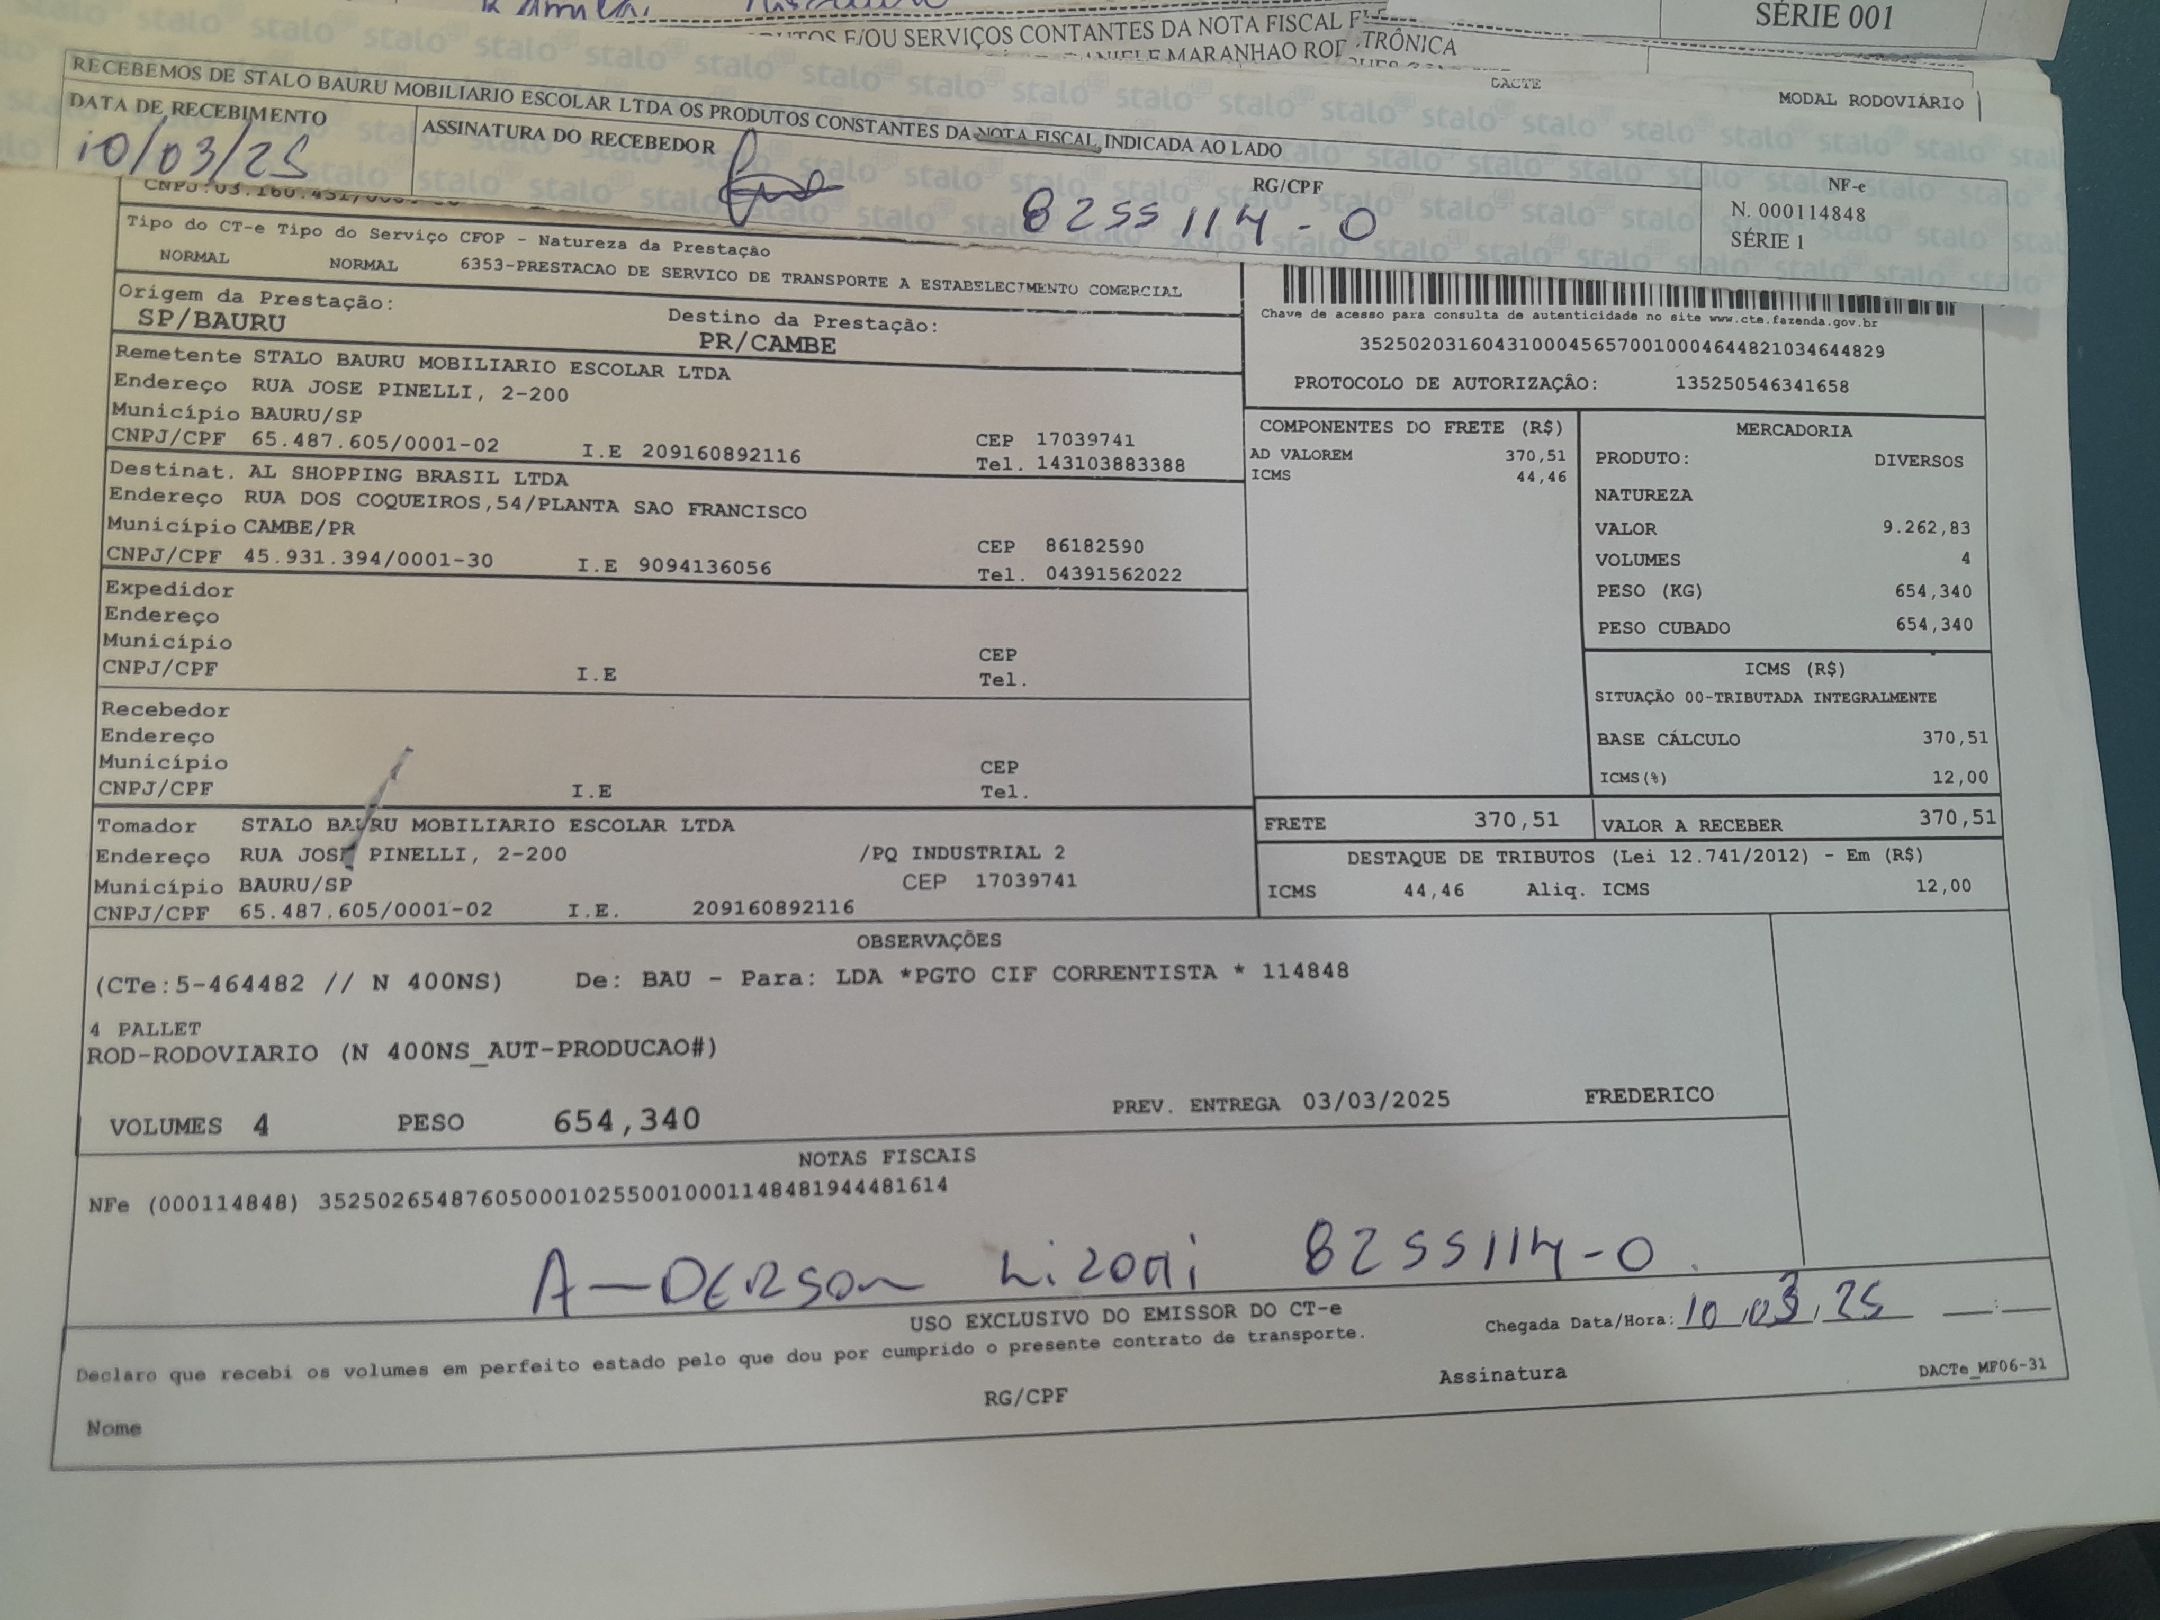 SÉRIE 001
E/OU SERVIÇOS CONTANTES DA NOTA FISCAL
TRÔNICA
MARANHAO
DACTE
MODAL RODOVIÁRIO
RECEBEMOS DE STALO BAURU MOBILIARIO ESCOLAR LTDA OS PRODUTOS CONSTANTES DA NOTA FISCAL INDICADA AO LADO
DATA DE RECEBIMENTO
10/03/25
ASSINATURA DO RECEBEDOR
RG/CPF
8255114-0
NF-e
N. 000114848
SÉRIE 1
Tipo do CT-e Tipo do Serviço CFOP - Natureza da Prestação
NORMAL NORMAL 6353-PRESTACAO DE SERVICO DE TRANSPORTE A ESTABELECIMENTO COMERCIAL
Origem da Prestação:
SP/BAURU
Destino da Prestação:
PR/CAMBE
Chave de acesso para consulta de autenticidade no site www.cte.fazenda.gov.br
35250203160431000456570010004644821034644829
PROTOCOLO DE AUTORIZAÇÃO: 135250546341658
Remetente STALO BAURU MOBILIARIO ESCOLAR LTDA
Endereço RUA JOSE PINELLI, 2-200
Município BAURU/SP
CEP 17039741
CNPJ/CPF 65.487.605/0001-02 I.E 209160892116
Tel. 143103883388
Destinat. AL SHOPPING BRASIL LTDA
Endereço RUA DOS COQUEIROS,54/PLANTA SAO FRANCISCO
Município CAMBE/PR
CEP 86182590
CNPJ/CPF 45.931.394/0001-30 I.E 9094136056
Tel. 04391562022
Expedidor
Endereço
Município
CEP
CNPJ/CPF I.E
Tel.
Recebedor
Endereço
Município
CEP
CNPJ/CPF I.E
Tel.
Tomador STALO BAURU MOBILIARIO ESCOLAR LTDA
Endereço RUA JOSE PINELLI, 2-200 /PQ INDUSTRIAL 2
Município BAURU/SP CEP 17039741
CNPJ/CPF 65.487.605/0001-02 I.E. 209160892116
COMPONENTES DO FRETE (R$)
AD VALOREM 370,51
ICMS 44,46
MERCADORIA
PRODUTO: DIVERSOS
NATUREZA
VALOR 9.262,83
VOLUMES 4
PESO (KG) 654,340
PESO CUBADO 654,340
ICMS (R$)
SITUAÇÃO 00-TRIBUTADA INTEGRALMENTE
BASE CÁLCULO 370,51
ICMS(%) 12,00
FRETE 370,51
VALOR A RECEBER 370,51
DESTAQUE DE TRIBUTOS (Lei 12.741/2012) - Em (R$)
ICMS 44,46 Aliq. ICMS 12,00
OBSERVAÇÕES
(CTe:5-464482 // N 400NS) De: BAU - Para: LDA *PGTO CIF CORRENTISTA * 114848
4 PALLET
ROD-RODOVIARIO (N 400NS_AUT-PRODUCAO#)
VOLUMES 4 PESO 654,340 PREV. ENTREGA 03/03/2025 FREDERICO
NOTAS FISCAIS
NFe (000114848) 35250265487605000102550010001148481944481614
8255114-0
USO EXCLUSIVO DO EMISSOR DO CT-e
Declaro que recebi os volumes em perfeito estado pelo que dou por cumprido o presente contrato de transporte.
Chegada Data/Hora: 10/03/25 __:__
Nome
RG/CPF
Assinatura
DACTe_MF06-31